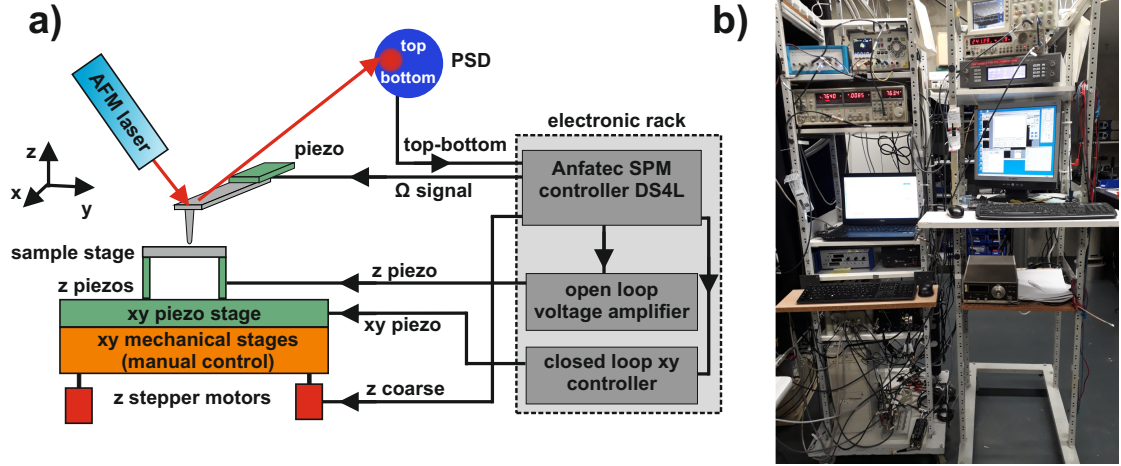 a)
b)
AFM laser
top
bottom
PSD
z
x
y
piezo
top-bottom
Ω signal
electronic rack
Anfatec SPM
controller DS4L
sample stage
z piezos
z piezo
open loop
voltage amplifier
xy piezo stage
xy piezo
xy mechanical stages
(manual control)
closed loop xy
controller
z stepper motors
z coarse